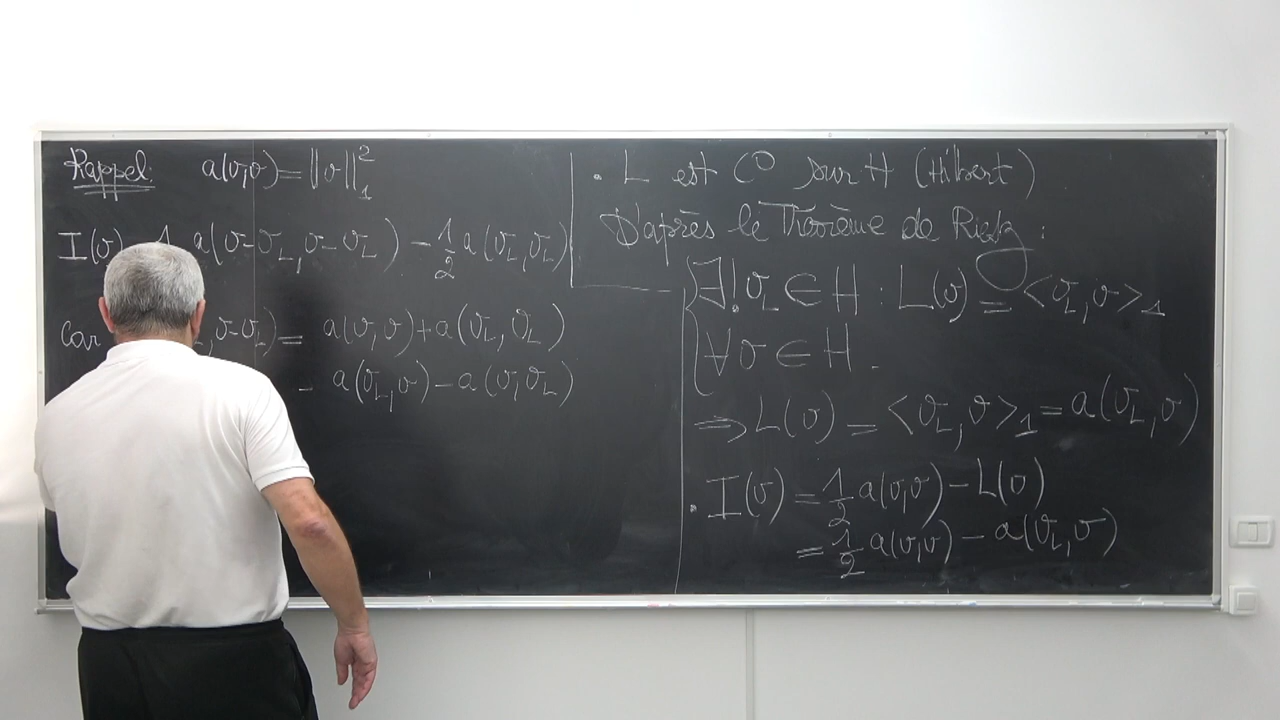 Rappel: a(v,v)=||v||₁²
I(v) 1 a(v-v_L,v-v_L) - 1/2 a(v_L,v_L)
car ,v-v_L) = a(v,v)+a(v_L,v_L)
- a(v_L,v)-a(v,v_L)
. L est C⁰ sur H (Hilbert)
D'après le Théorème de Riesz :
∃! v_L ∈ H : L(v) = <v_L,v>₁
∀ v ∈ H .
⇒ L(v) = <v_L,v>₁ = a(v_L,v)
. I(v) = 1/2 a(v,v) - L(v)
= 1/2 a(v,v) - a(v_L,v)